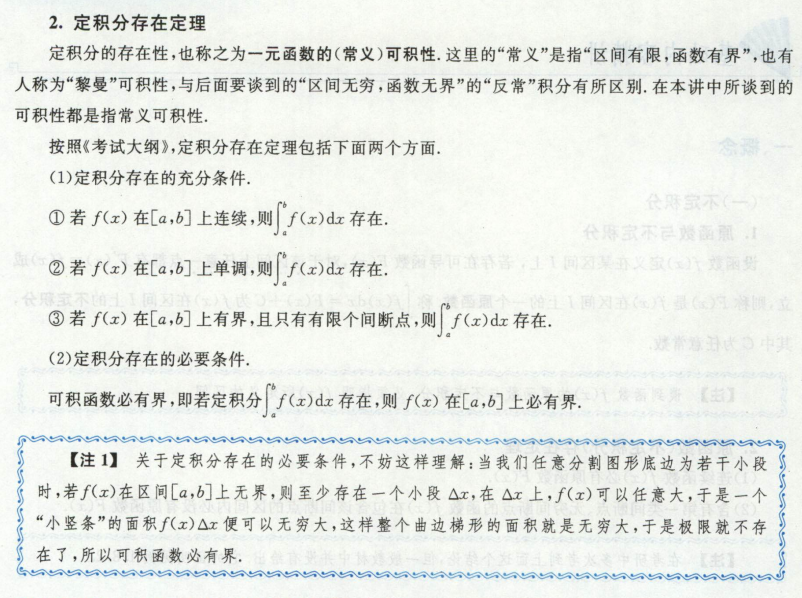 2. 定积分存在定理
定积分的存在性,也称之为一元函数的(常义)可积性.这里的“常义”是指“区间有限,函数有界”,也有
人称为“黎曼”可积性,与后面要谈到的“区间无穷,函数无界”的“反常”积分有所区别.在本讲中所谈到的
可积性都是指常义可积性.
按照《考试大纲》,定积分存在定理包括下面两个方面.
(1)定积分存在的充分条件.
① 若 f(x) 在[a,b]上连续,则∫_a^b f(x)dx 存在.
② 若 f(x) 在[a,b]上单调,则∫_a^b f(x)dx 存在.
③ 若 f(x) 在[a,b]上有界,且只有有限个间断点,则∫_a^b f(x)dx 存在.
(2)定积分存在的必要条件.
可积函数必有界,即若定积分∫_a^b f(x)dx 存在,则 f(x) 在[a,b]上必有界.
【注 1】 关于定积分存在的必要条件,不妨这样理解:当我们任意分割图形底边为若干小段
时,若f(x)在区间[a,b]上无界,则至少存在一个小段 Δx,在 Δx 上,f(x)可以任意大,于是一个
“小竖条”的面积f(x)Δx 便可以无穷大,这样整个曲边梯形的面积就是无穷大,于是极限就不存
在了,所以可积函数必有界.